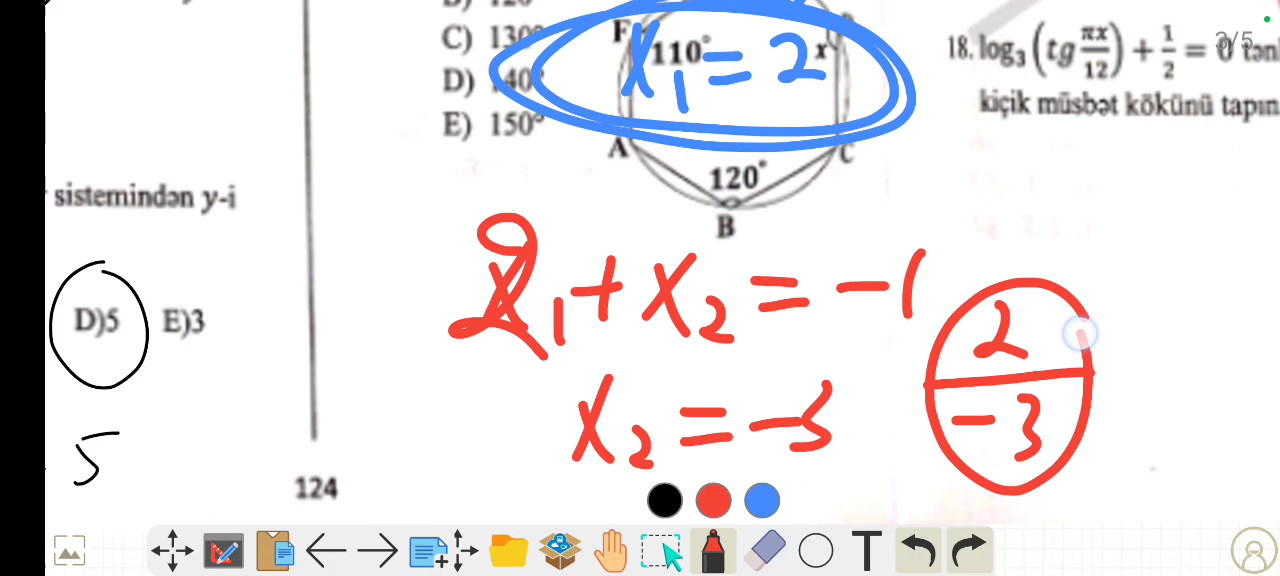 C) 130°
D) 140°
E) 150°
F
110°
x
A
C
120°
B
x₁ = 2
18. log₃ (tg πx/12) + 1/2 = 0
kiçik müsbət kökünü tapın
3/5
sistemindən y-i
D)5 E)3
5
124
x₁ + x₂ = -1
2
x₂ = -3
2
-3
T